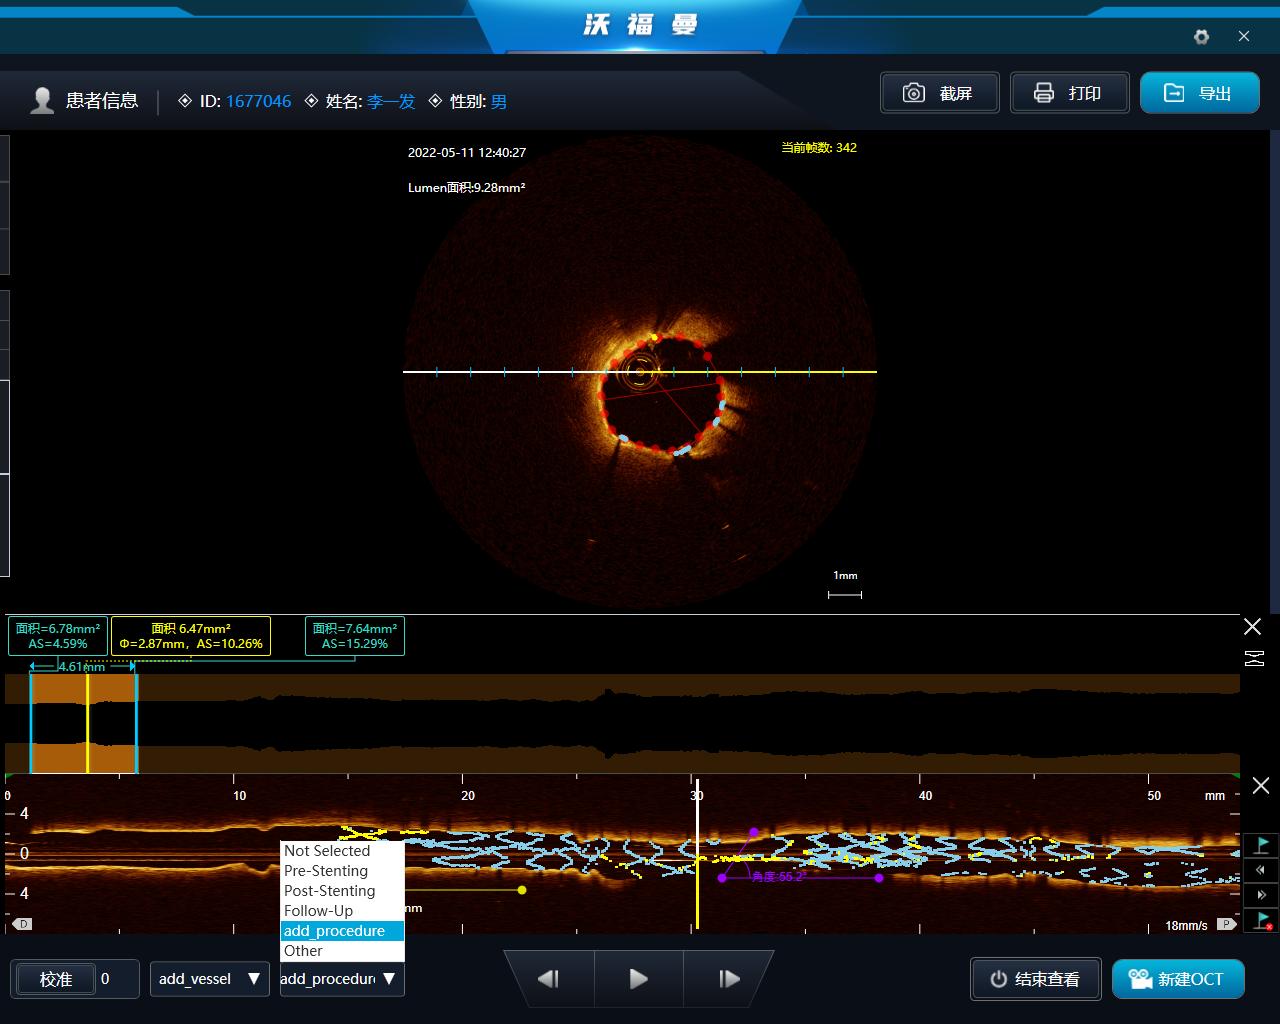 沃福曼
患者信息
ID: 1677046
姓名: 李一发
性别: 男
截屏
打印
导出
2022-05-11 12:40:27
当前帧数: 342
Lumen面积:9.28mm²
1mm
面积=6.78mm²
AS=4.59%
面积 6.47mm²
Φ=2.87mm，AS=10.26%
面积=7.64mm²
AS=15.29%
4.61mm
0 10 20 30 40 50 mm
4
0
4
角度:55.2°
mm
D
18mm/s
P
Not Selected
Pre-Stenting
Post-Stenting
Follow-Up
add_procedure
Other
校准 0
add_vessel
add_procedur
结束查看
新建OCT